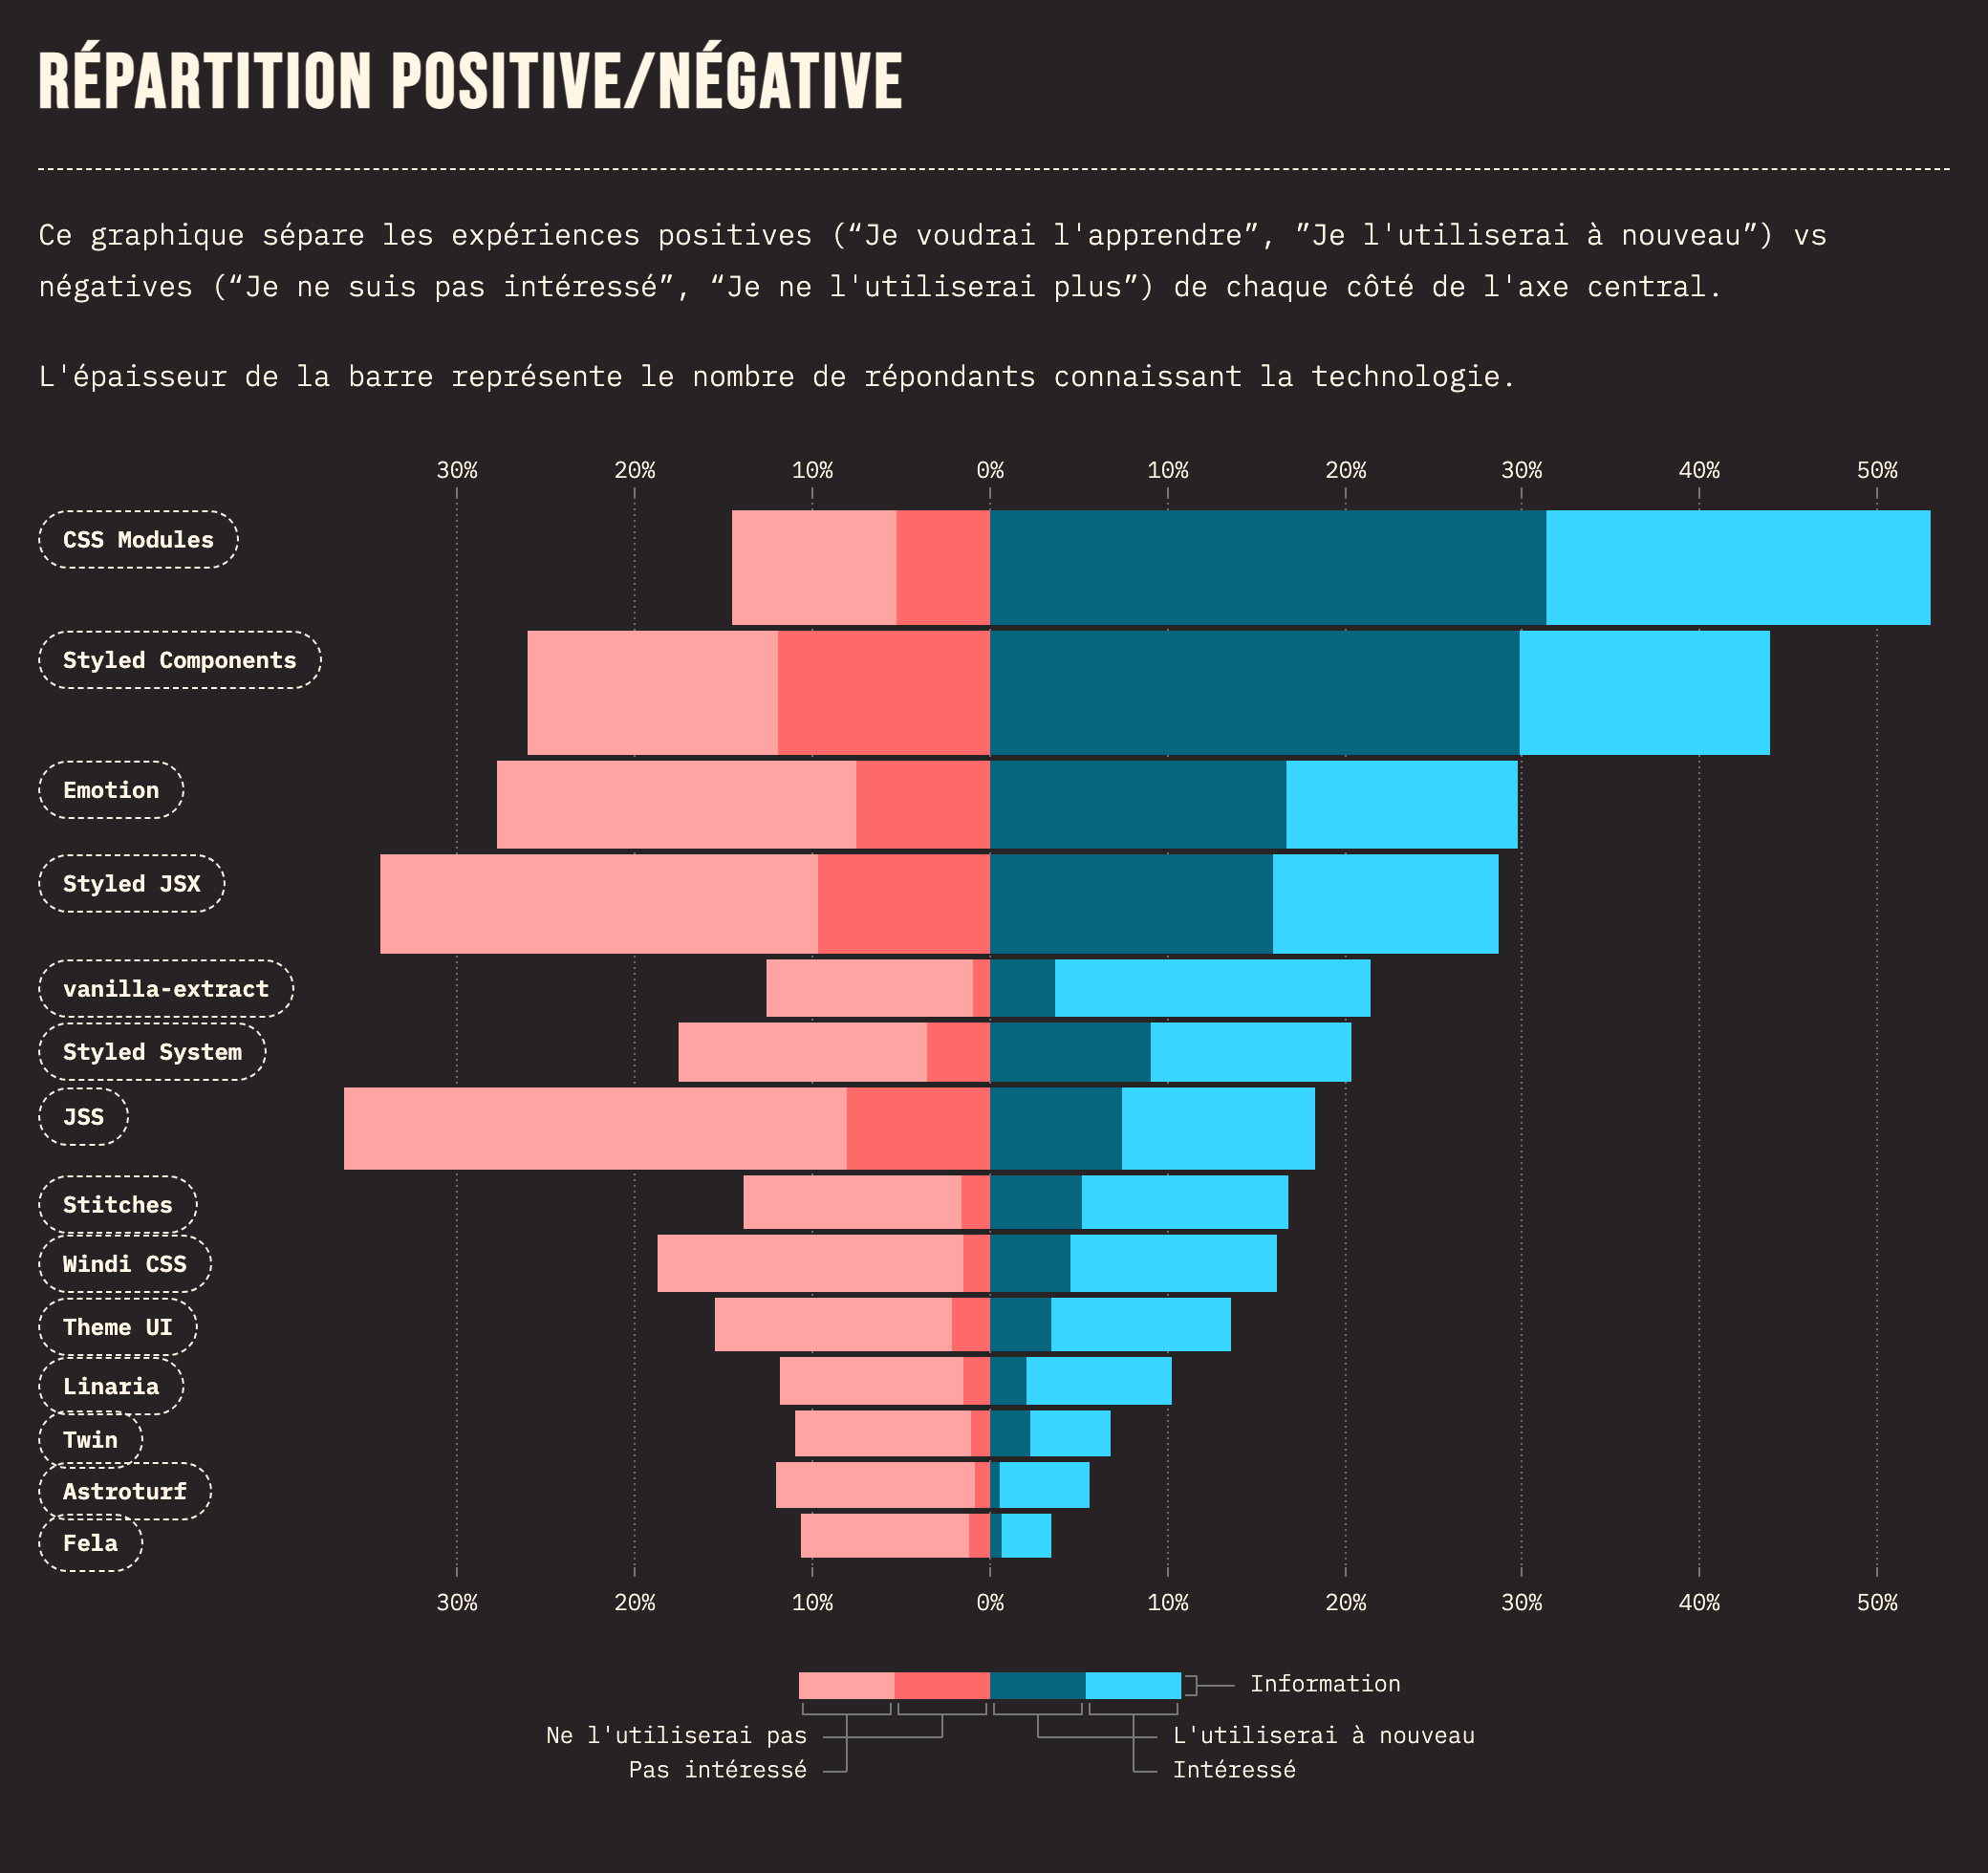 RÉPARTITION POSITIVE/NÉGATIVE
Ce graphique sépare les expériences positives (“Je voudrai l'apprendre”, ”Je l'utiliserai à nouveau”) vs
négatives (“Je ne suis pas intéressé”, “Je ne l'utiliserai plus”) de chaque côté de l'axe central.
L'épaisseur de la barre représente le nombre de répondants connaissant la technologie.
30% 20% 10% 0% 10% 20% 30% 40% 50%
CSS Modules
Styled Components
Emotion
Styled JSX
vanilla-extract
Styled System
JSS
Stitches
Windi CSS
Theme UI
Linaria
Twin
Astroturf
Fela
30% 20% 10% 0% 10% 20% 30% 40% 50%
Information
Ne l'utiliserai pas L'utiliserai à nouveau
Pas intéressé Intéressé